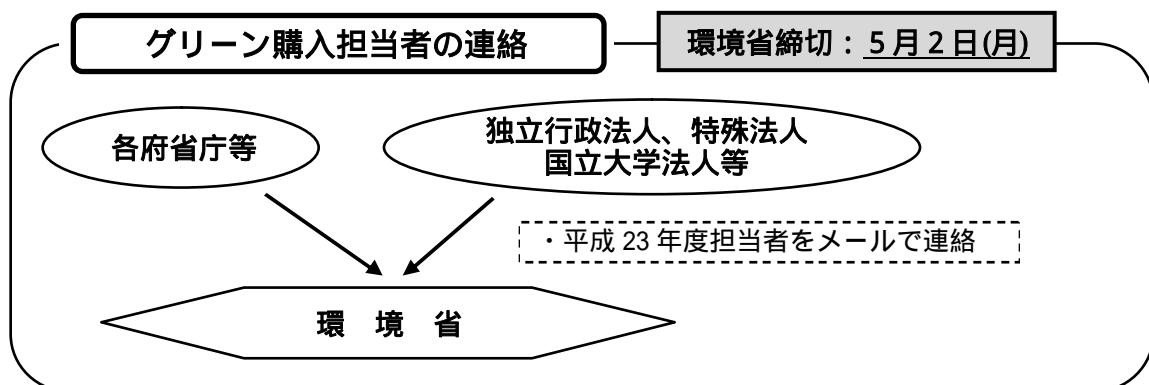 グリーン購入担当者の連絡
環境省締切：５月２日(月)
各府省庁等
独立行政法人、特殊法人
国立大学法人等
・平成 23 年度担当者をメールで連絡
環　境　省